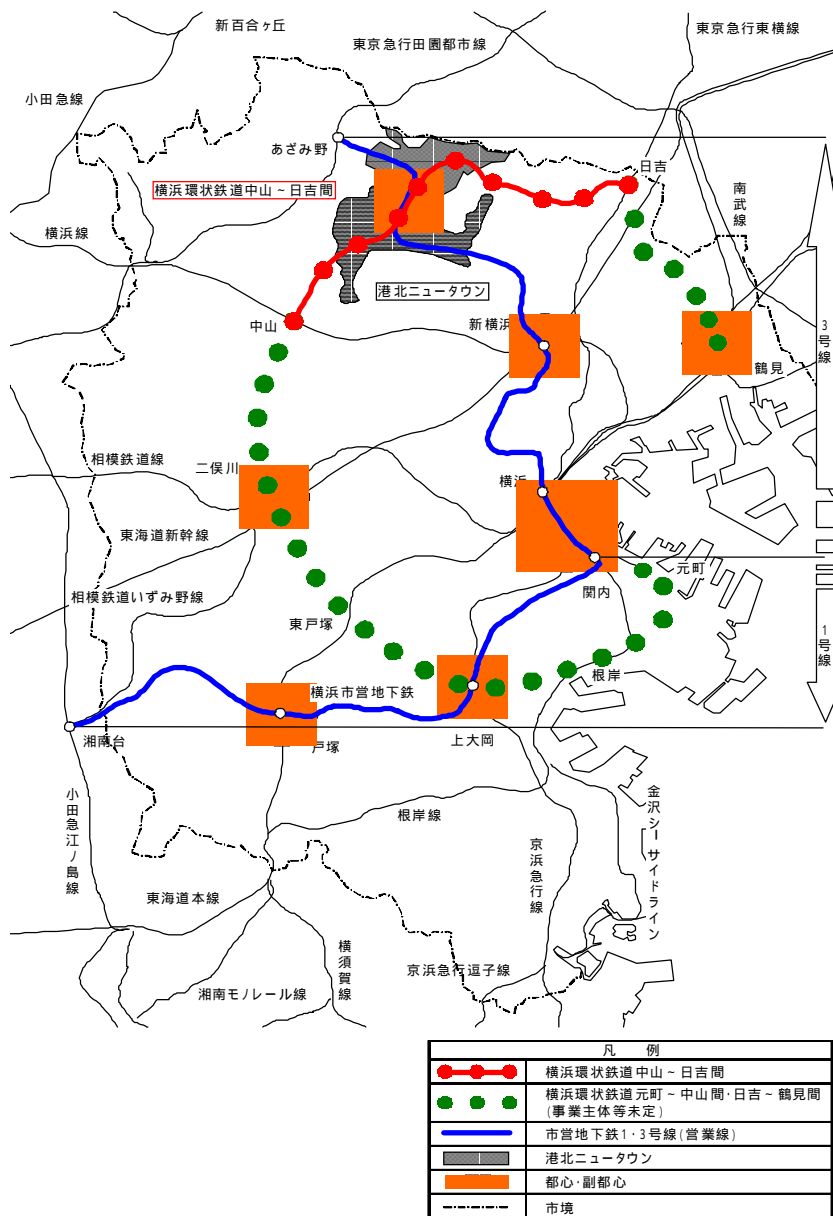 新百合ヶ丘
東京急行田園都市線
東京急行東横線
小田急線
あざみ野
日吉
横浜環状鉄道中山～日吉間
南武線
横浜線
港北ニュータウン
中山
新横浜
3号線
鶴見
相模鉄道線
二俣川
横浜
東海道新幹線
元町
相模鉄道いずみ野線
関内
東戸塚
1号線
根岸
横浜市営地下鉄
湘南台
戸塚
上大岡
小田急江ノ島線
根岸線
京浜急行線
金沢シーサイドライン
東海道本線
横須賀線
京浜急行逗子線
湘南モノレール線
凡 例
横浜環状鉄道中山～日吉間
横浜環状鉄道元町～中山間・日吉～鶴見間
(事業主体等未定)
市営地下鉄1・3号線(営業線)
港北ニュータウン
都心・副都心
市境